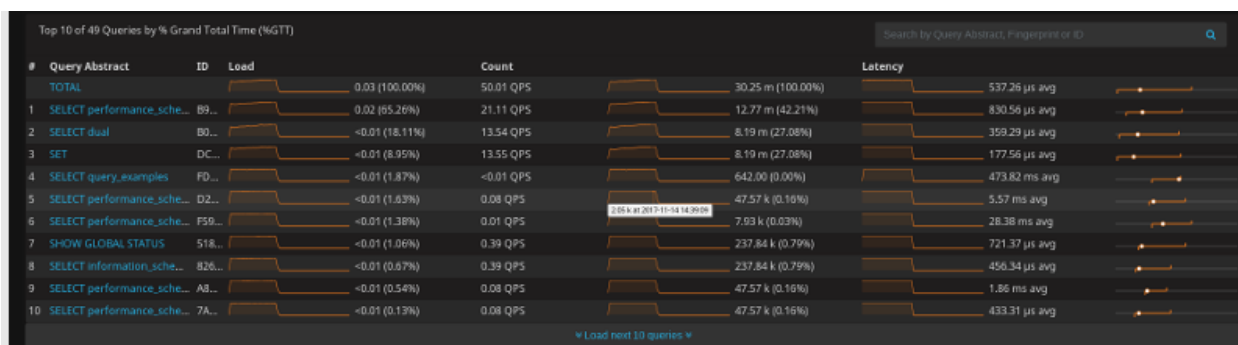 Top 10 of 49 Queries by % Grand Total Time (%GTT)
Search by Query Abstract, Fingerprint or ID
# Query Abstract ID Load Count Latency
TOTAL 0.03 (100.00%) 50.01 QPS 30.25 m (100.00%) 537.26 µs avg
1 SELECT performance_sche... B9... 0.02 (65.26%) 21.11 QPS 12.77 m (42.21%) 830.56 µs avg
2 SELECT dual B0... <0.01 (18.11%) 13.54 QPS 8.19 m (27.08%) 359.29 µs avg
3 SET DC... <0.01 (8.95%) 13.55 QPS 8.19 m (27.08%) 177.56 µs avg
4 SELECT query_examples FD... <0.01 (1.87%) <0.01 QPS 642.00 (0.00%) 473.82 ms avg
5 SELECT performance_sche... D2... <0.01 (1.63%) 0.08 QPS 47.57 k (0.16%) 5.57 ms avg
2.05 k at 2017-11-14 14:39:09
6 SELECT performance_sche... F59... <0.01 (1.38%) 0.01 QPS 7.93 k (0.03%) 28.38 ms avg
7 SHOW GLOBAL STATUS 518... <0.01 (1.06%) 0.39 QPS 237.84 k (0.79%) 721.37 µs avg
8 SELECT information_sche... 826... <0.01 (0.67%) 0.39 QPS 237.84 k (0.79%) 456.34 µs avg
9 SELECT performance_sche... A8... <0.01 (0.54%) 0.08 QPS 47.57 k (0.16%) 1.86 ms avg
10 SELECT performance_sche... 7A... <0.01 (0.13%) 0.08 QPS 47.57 k (0.16%) 433.31 µs avg
Load next 10 queries